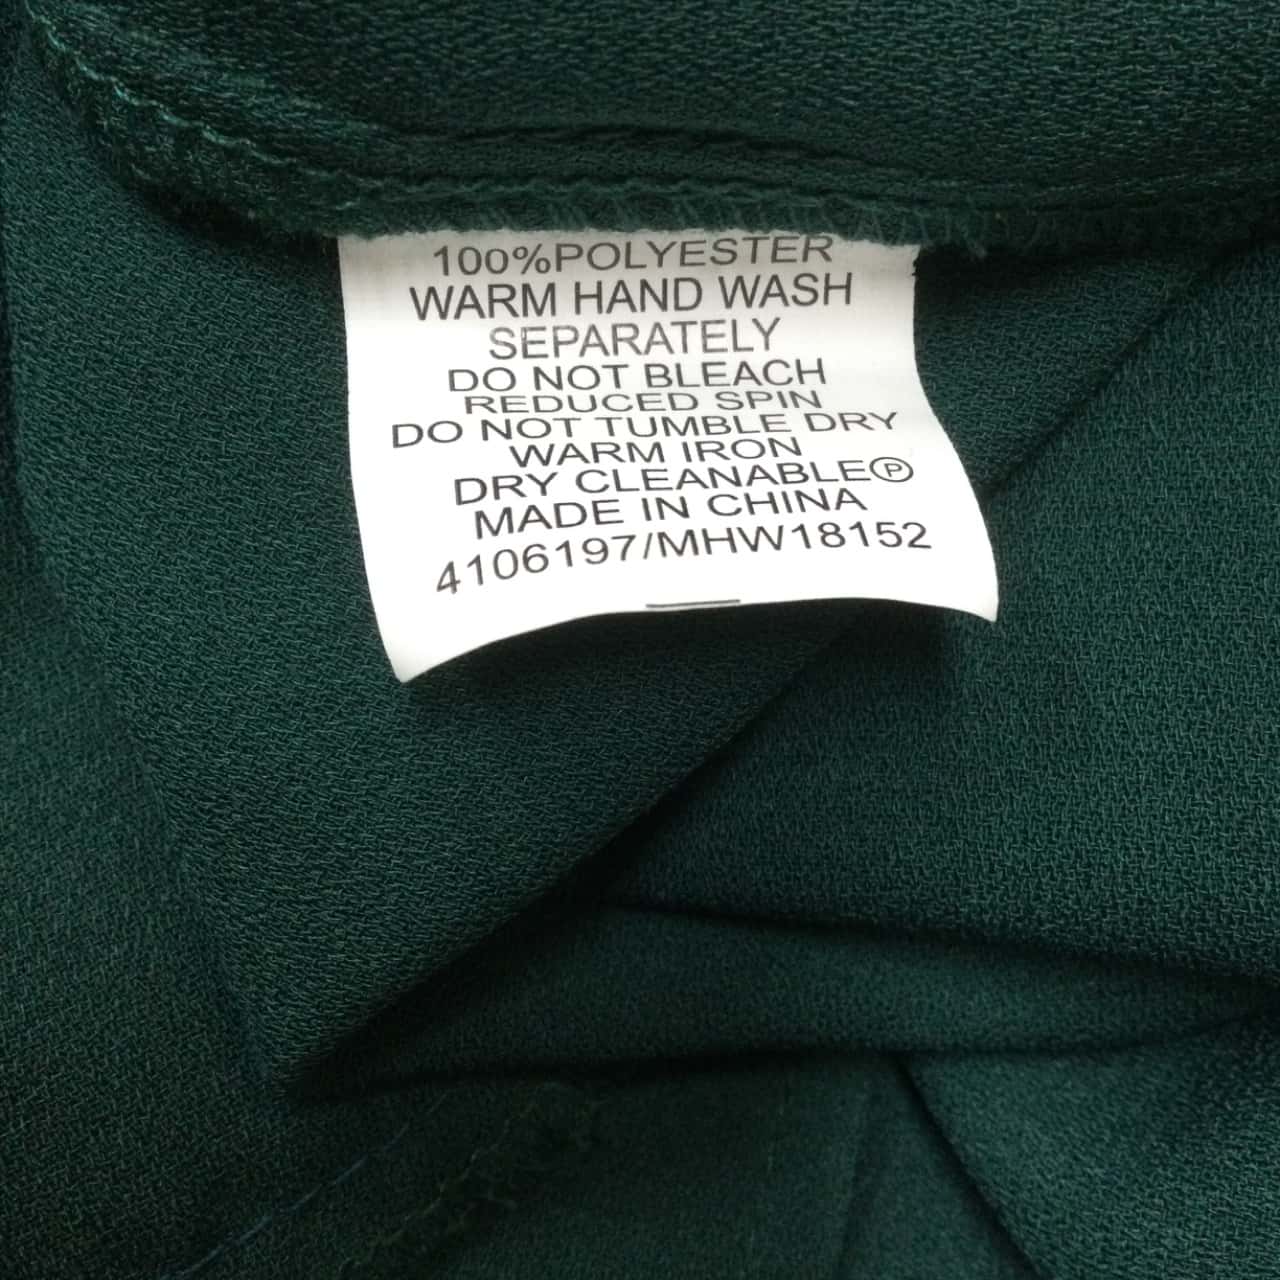 100%POLYESTER
WARM HAND WASH
SEPARATELY
DO NOT BLEACH
REDUCED SPIN
DO NOT TUMBLE DRY
WARM IRON
DRY CLEANABLEⓅ
MADE IN CHINA
4106197/MHW18152